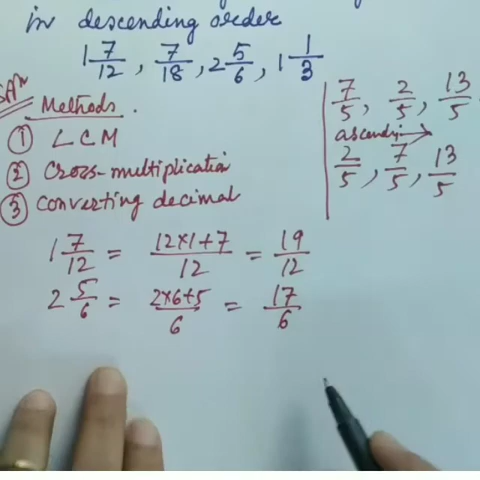 in descending order
1 7/12, 7/18, 2 5/6, 1 1/3
Methods.
① LCM
② Cross-multiplication
③ Converting decimal
7/5, 2/5, 13/5
ascendin →
2/5, 7/5, 13/5
1 7/12 = 12×1+7/12 = 19/12
2 5/6 = 2×6+5/6 = 17/6